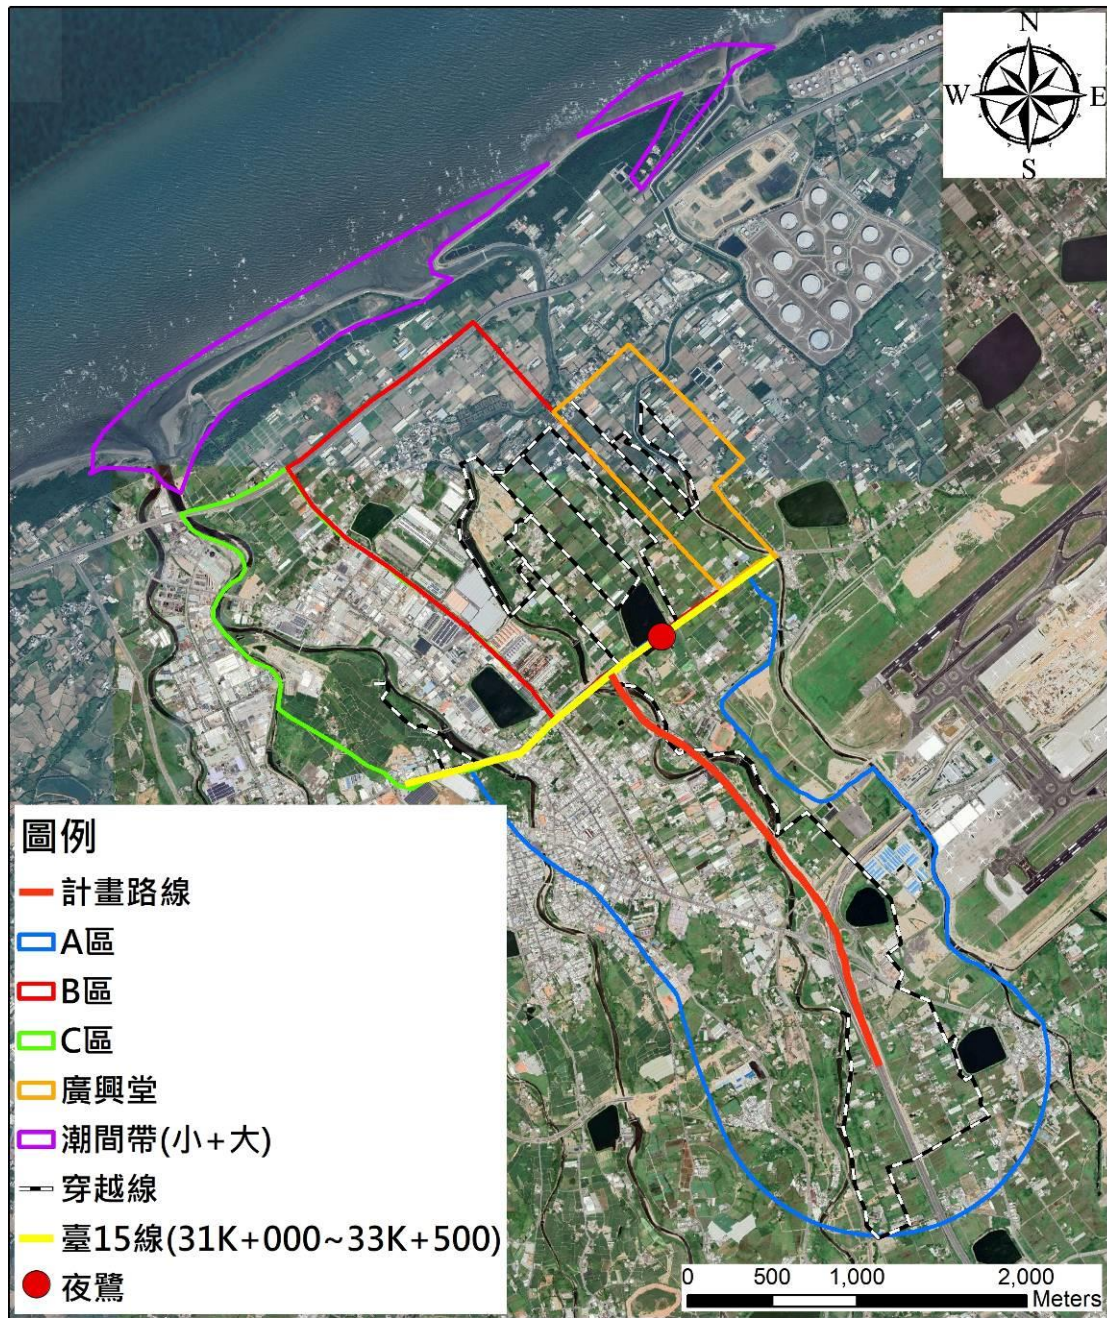 N
W E
S
圖例
計畫路線
A區
B區
C區
廣興堂
潮間帶(小+大)
穿越線
臺15線(31K+000~33K+500)
夜鷺
0 500 1,000 2,000
Meters